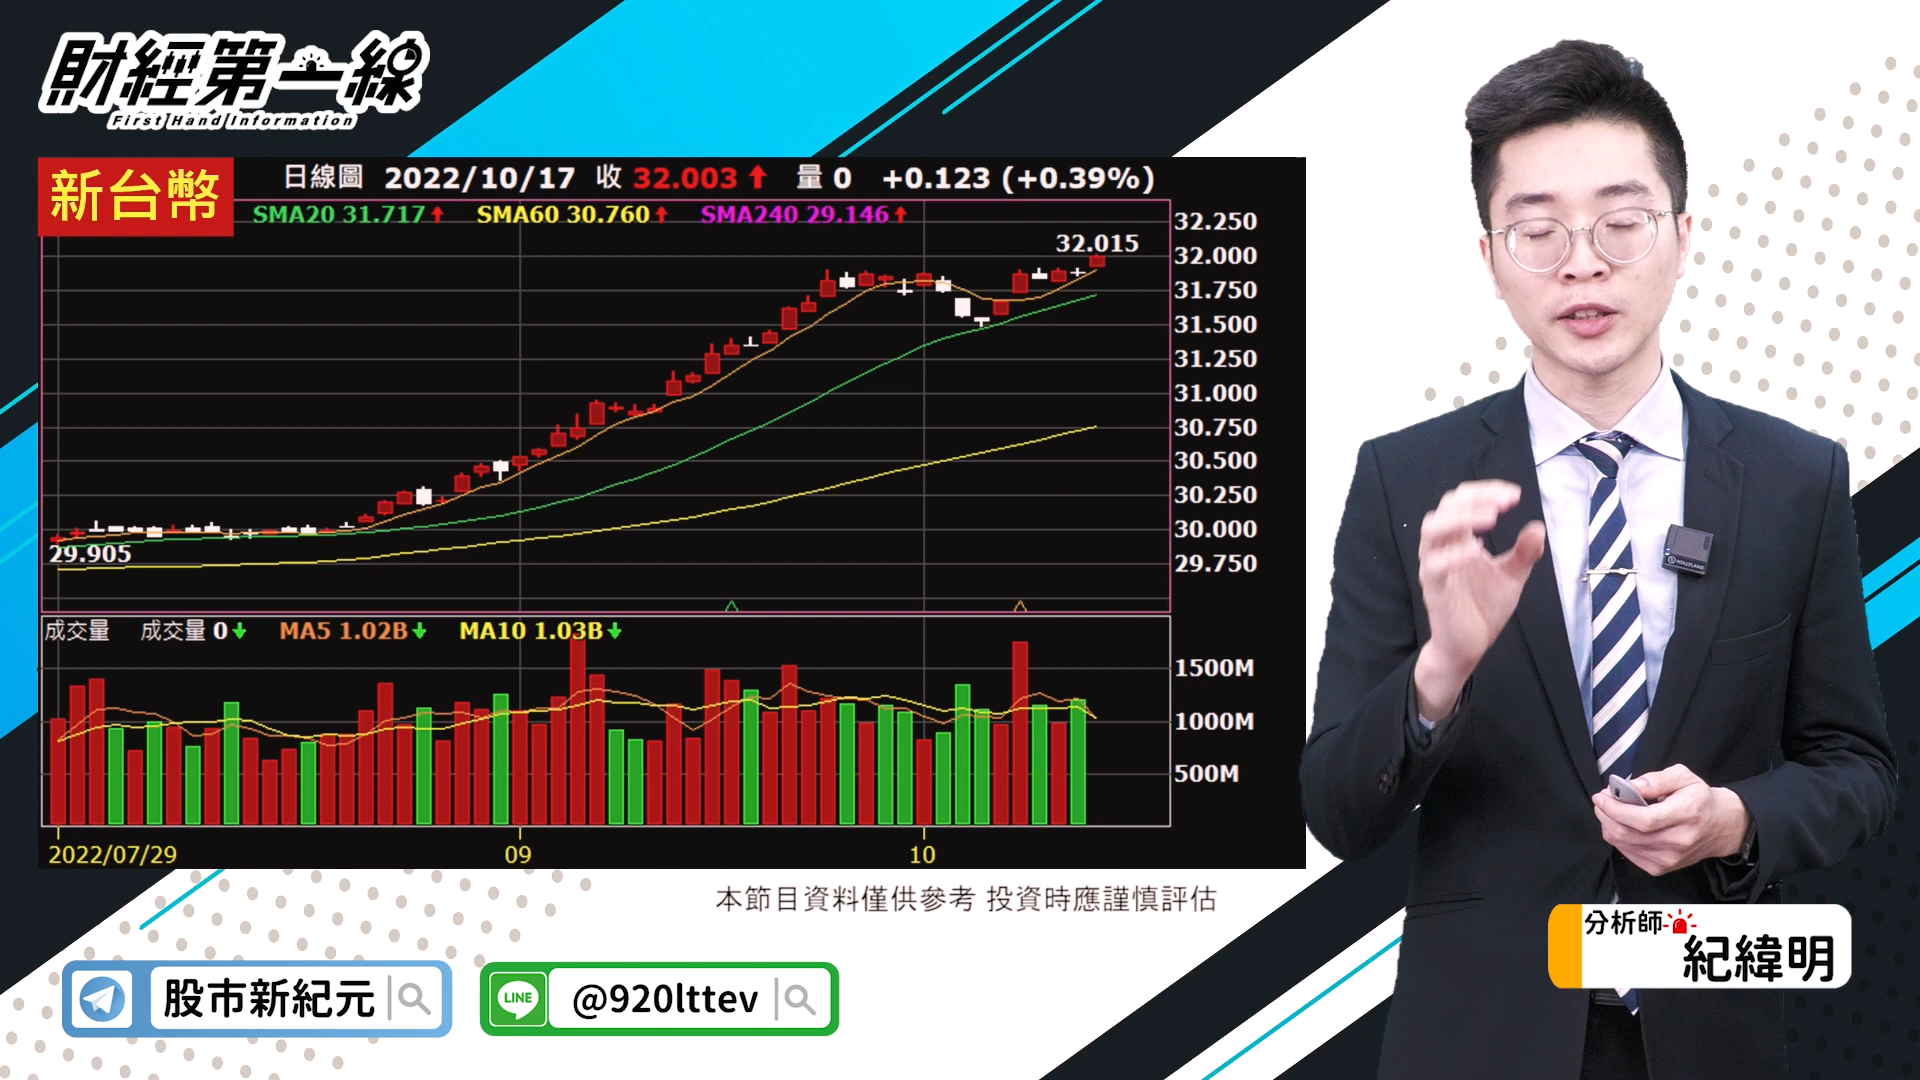 財經第一線
First Hand Information
新台幣
日線圖 2022/10/17 收 32.003 量 0 +0.123 (+0.39%)
SMA20 31.717 SMA60 30.760 SMA240 29.146
32.250
32.015
32.000
31.750
31.500
31.250
31.000
30.750
30.500
30.250
30.000
29.905
29.750
成交量 成交量 0 MA5 1.02B MA10 1.03B
1500M
1000M
500M
2022/07/29 09 10
本節目資料僅供參考 投資時應謹慎評估
HOLLYLAND
分析師
紀緯明
股市新紀元
LINE @920lttev